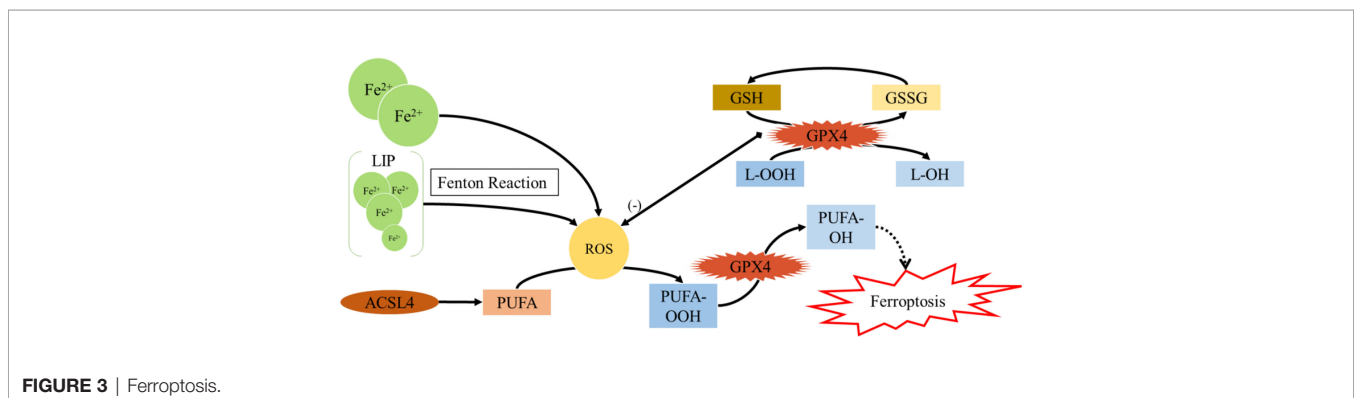 Fe2+
Fe2+
LIP
Fe2+
Fe2+
Fe2+
Fe2+
Fenton Reaction
GSH
GSSG
GPX4
L-OOH
L-OH
(-)
ROS
ACSL4
PUFA
PUFA-
OOH
GPX4
PUFA-
OH
Ferroptosis
FIGURE 3 | Ferroptosis.